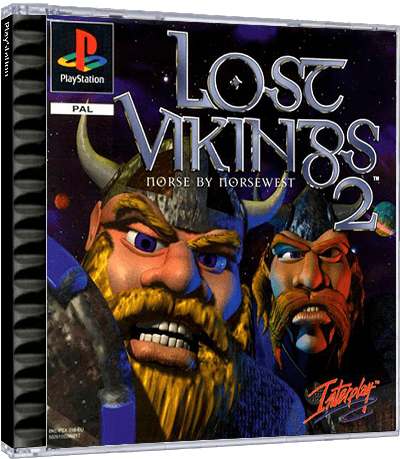 PlayStation
PlayStation
PAL
LOST
VIKINGS
TM
2
NORSE BY NORSEWEST
Interplay